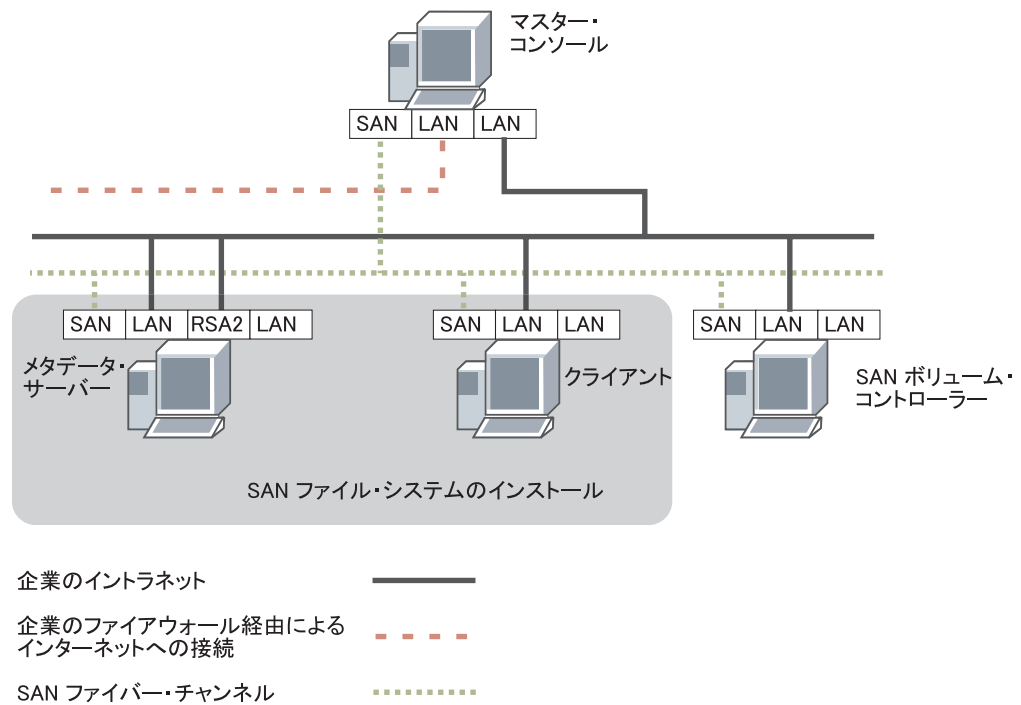 マスター・
コンソール
SAN LAN LAN
SAN LAN RSA2 LAN
SAN LAN LAN
SAN LAN LAN
メタデータ・
サーバー
クライアント
SAN ボリューム・
コントローラー
SAN ファイル・システムのインストール
企業のイントラネット
企業のファイアウォール経由による
インターネットへの接続
SAN ファイバー・チャンネル